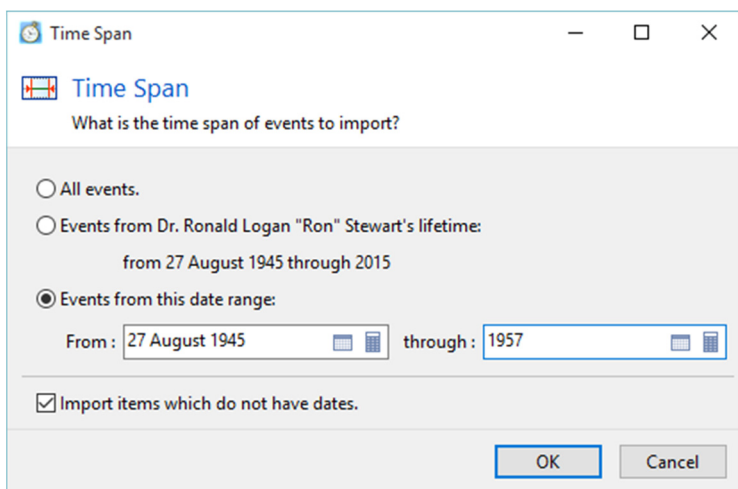 Time Span
Time Span
What is the time span of events to import?
All events.
Events from Dr. Ronald Logan "Ron" Stewart's lifetime:
from 27 August 1945 through 2015
Events from this date range:
From : 27 August 1945 through : 1957
Import items which do not have dates.
OK Cancel